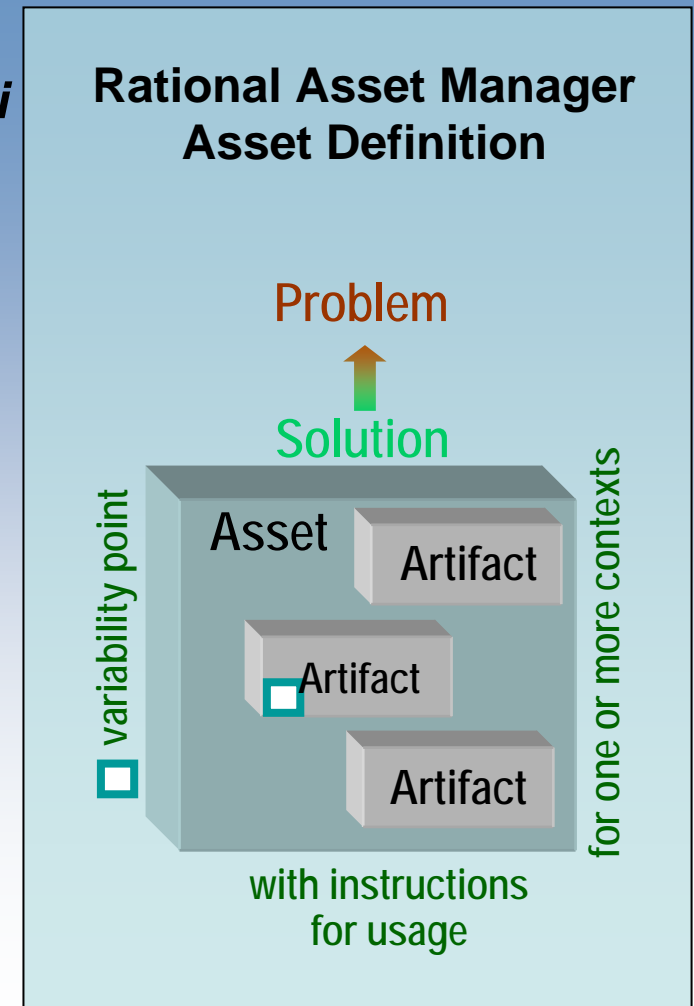 i
Rational Asset Manager
Asset Definition
Problem
Solution
variability point
Asset
Artifact
Artifact
Artifact
for one or more contexts
with instructions
for usage